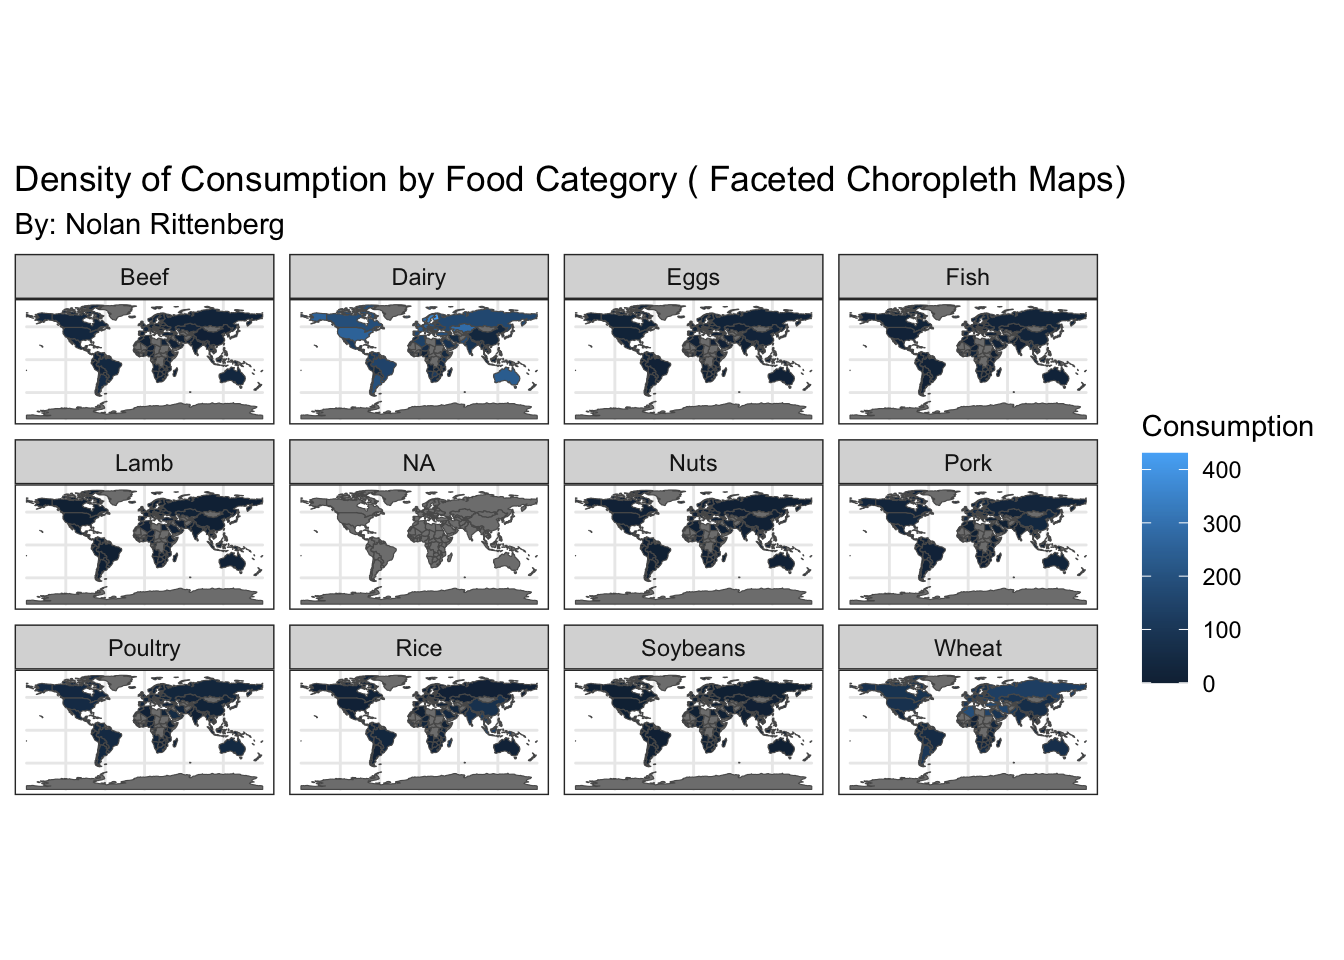 Density of Consumption by Food Category ( Faceted Choropleth Maps)
By: Nolan Rittenberg
Beef
Dairy
Eggs
Fish
Lamb
NA
Nuts
Pork
Poultry
Rice
Soybeans
Wheat
Consumption
400
300
200
100
0